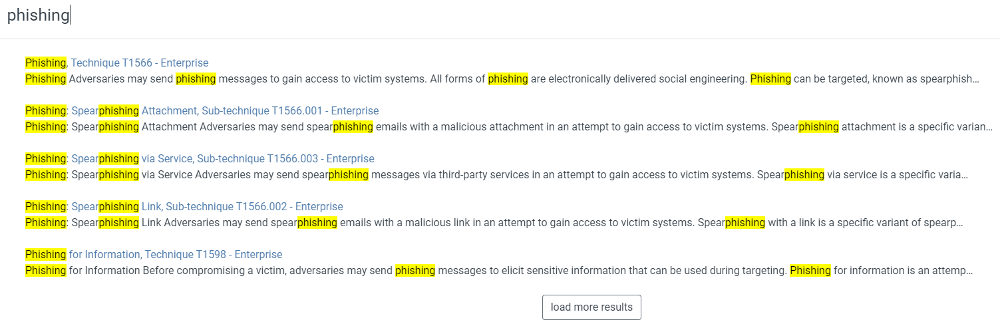 phishing
Phishing, Technique T1566 - Enterprise
Phishing Adversaries may send phishing messages to gain access to victim systems. All forms of phishing are electronically delivered social engineering. Phishing can be targeted, known as spearphish…
Phishing: Spearphishing Attachment, Sub-technique T1566.001 - Enterprise
Phishing: Spearphishing Attachment Adversaries may send spearphishing emails with a malicious attachment in an attempt to gain access to victim systems. Spearphishing attachment is a specific varian…
Phishing: Spearphishing via Service, Sub-technique T1566.003 - Enterprise
Phishing: Spearphishing via Service Adversaries may send spearphishing messages via third-party services in an attempt to gain access to victim systems. Spearphishing via service is a specific varia…
Phishing: Spearphishing Link, Sub-technique T1566.002 - Enterprise
Phishing: Spearphishing Link Adversaries may send spearphishing emails with a malicious link in an attempt to gain access to victim systems. Spearphishing with a link is a specific variant of spearp…
Phishing for Information, Technique T1598 - Enterprise
Phishing for Information Before compromising a victim, adversaries may send phishing messages to elicit sensitive information that can be used during targeting. Phishing for information is an attemp…
load more results